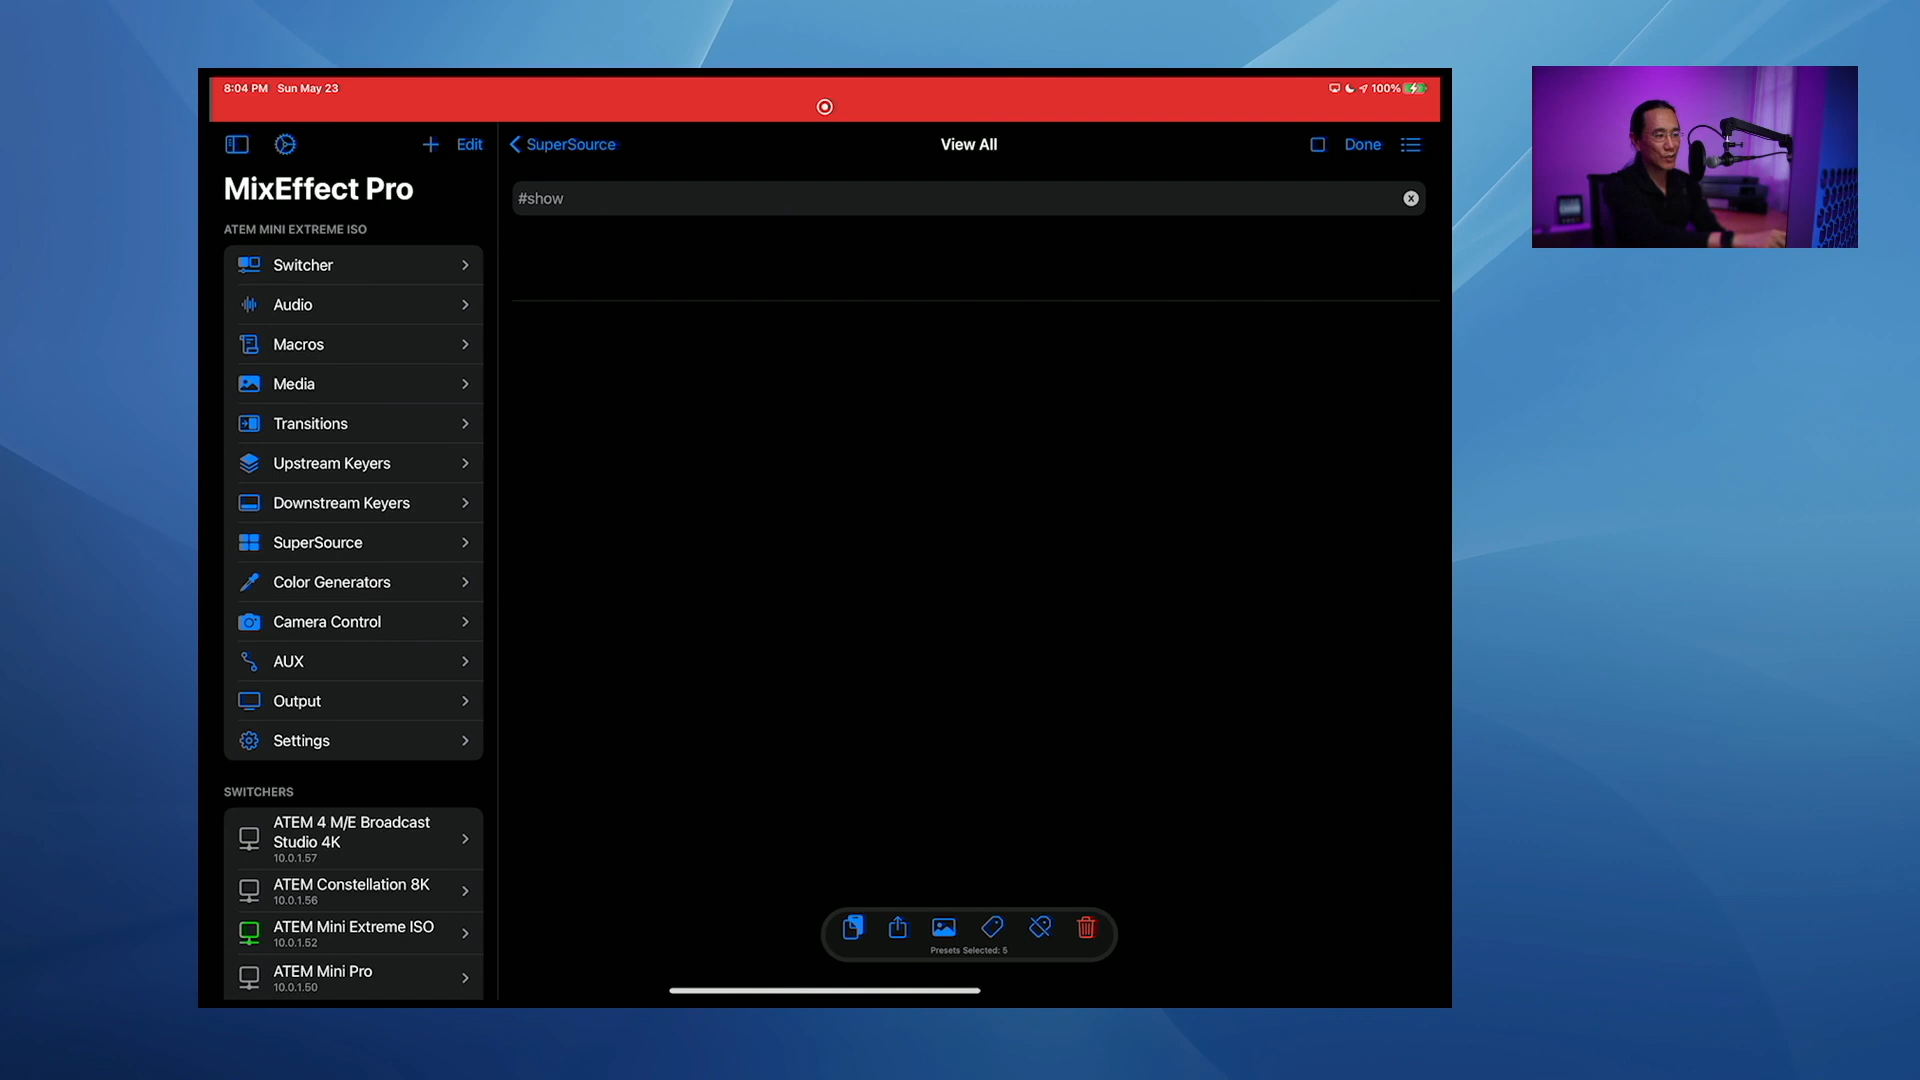 8:04 PM Sun May 23
100%
Edit
SuperSource
View All
Done
MixEffect Pro
#show
ATEM MINI EXTREME ISO
Switcher
Audio
Macros
Media
Transitions
Upstream Keyers
Downstream Keyers
SuperSource
Color Generators
Camera Control
AUX
Output
Settings
SWITCHERS
ATEM 4 M/E Broadcast
Studio 4K
10.0.1.57
ATEM Constellation 8K
10.0.1.56
ATEM Mini Extreme ISO
10.0.1.52
ATEM Mini Pro
10.0.1.50
Presets Selected: 5